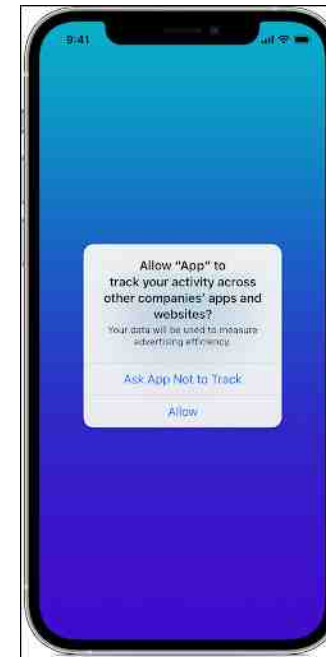 9:41
Allow “App” to
track your activity across
other companies’ apps and
websites?
Your data will be used to measure
advertising efficiency.
Ask App Not to Track
Allow